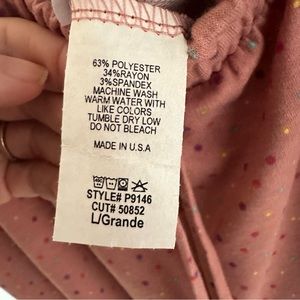 63% POLYESTER
34%RAYON
3%SPANDEX
MACHINE WASH
WARM WATER WITH
LIKE COLORS
TUMBLE DRY LOW
DO NOT BLEACH
MADE IN U.S.A
STYLE# P9146
CUT# 50852
L/Grande